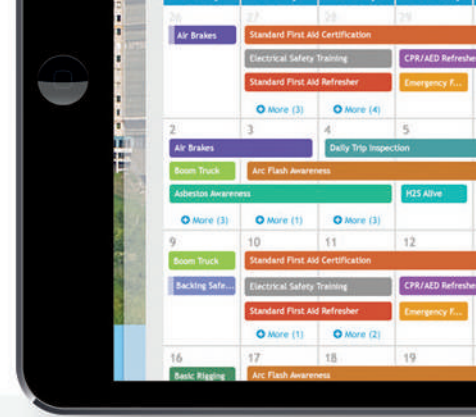 26 27 28 29
Air Brakes Standard First Aid Certification
Electrical Safety Training CPR/AED Refreshe
Standard First Aid Refresher Emergency F...
More (3) More (4)
2 3 4 5
Air Brakes Daily Trip Inspection
Boom Truck Arc Flash Awareness
Asbestos Awareness H2S Alive
More (3) More (1) More (3)
9 10 11 12
Boom Truck Standard First Aid Certification
Backing Safe... Electrical Safety Training CPR/AED Refreshe
Standard First Aid Refresher Emergency F...
More (1) More (2)
16 17 18 19
Basic Rigging Arc Flash Awareness